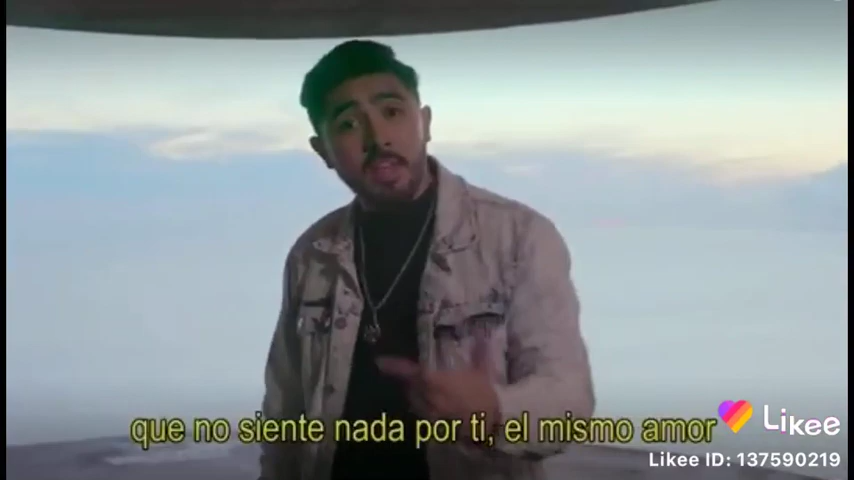 que no siente nada por ti, el mismo amor
Likee
Likee ID: 137590219